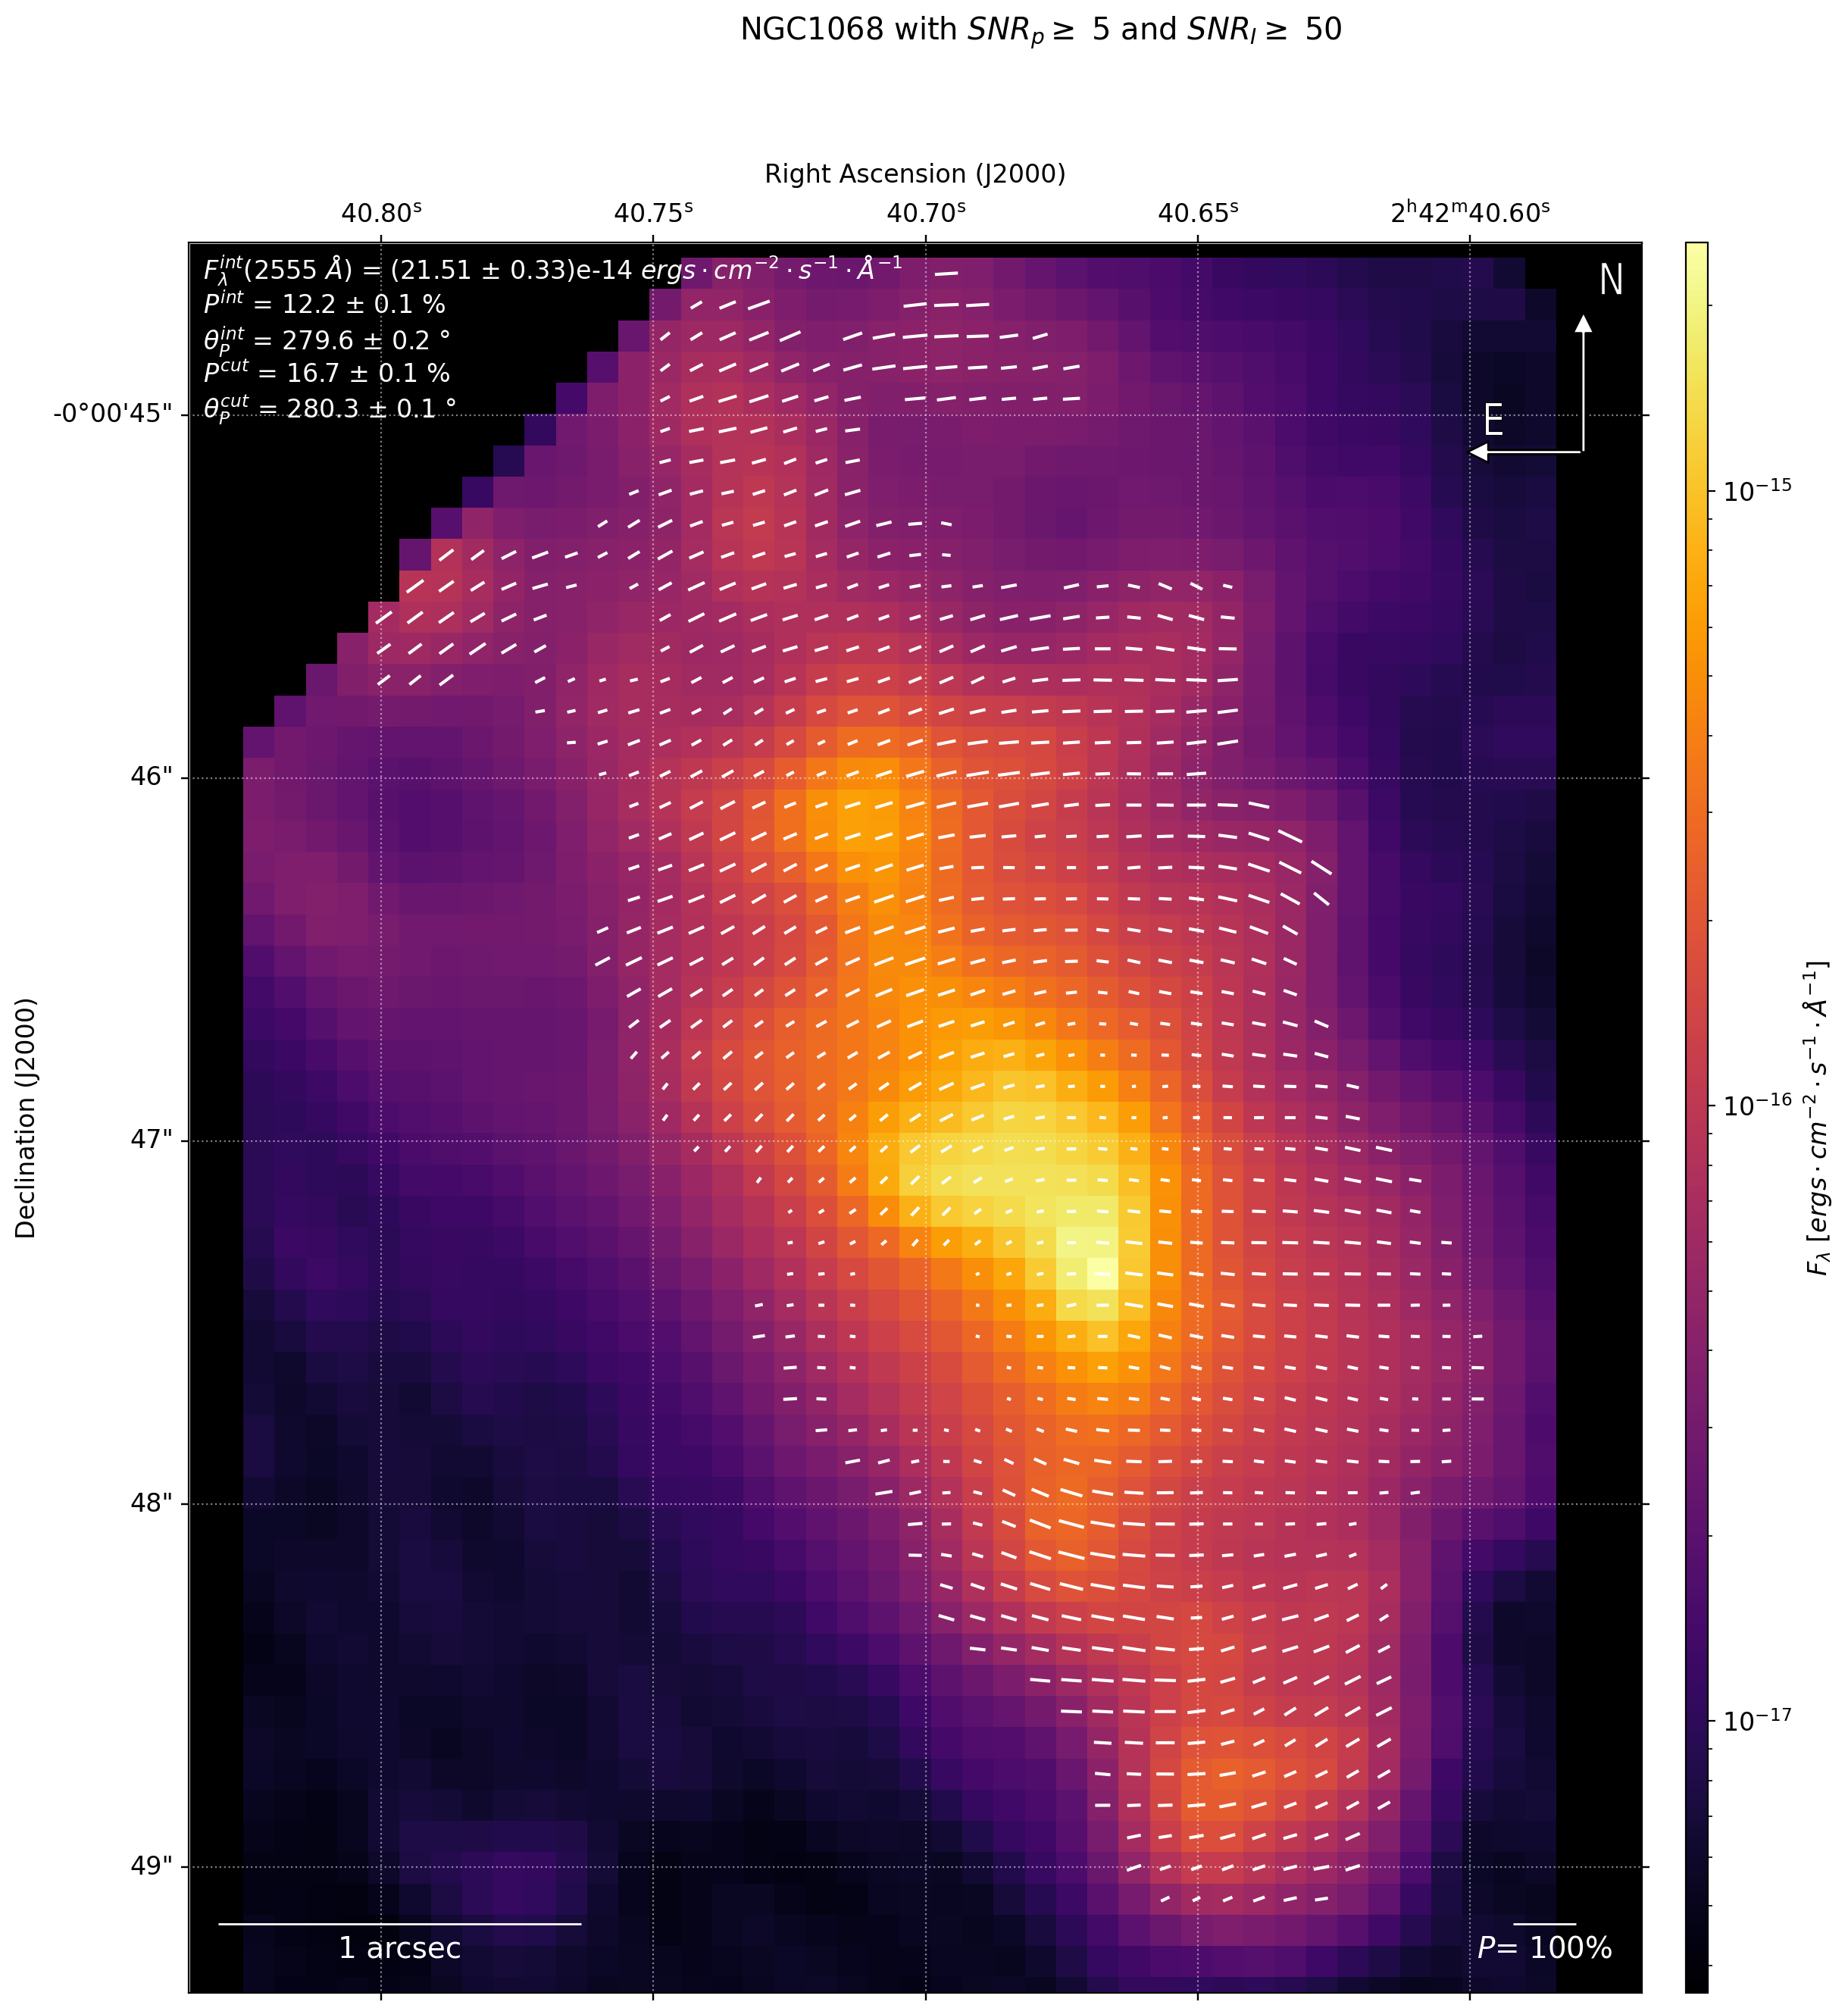 NGC1068 with SNR_p ≥ 5 and SNR_I ≥ 50
Right Ascension (J2000)
40.80ˢ 40.75ˢ 40.70ˢ 40.65ˢ 2ʰ42ᵐ40.60ˢ
F_λ^int(2555 Å) = (21.51 ± 0.33)e-14 ergs · cm⁻² · s⁻¹ · Å⁻¹
P^int = 12.2 ± 0.1 %
θ_P^int = 279.6 ± 0.2 °
P^cut = 16.7 ± 0.1 %
θ_P^cut = 280.3 ± 0.1 °
N
E
-0°00'45"
46"
47"
48"
49"
Declination (J2000)
1 arcsec
P= 100%
10⁻¹⁵
10⁻¹⁶
10⁻¹⁷
F_λ [ergs · cm⁻² · s⁻¹ · Å⁻¹]